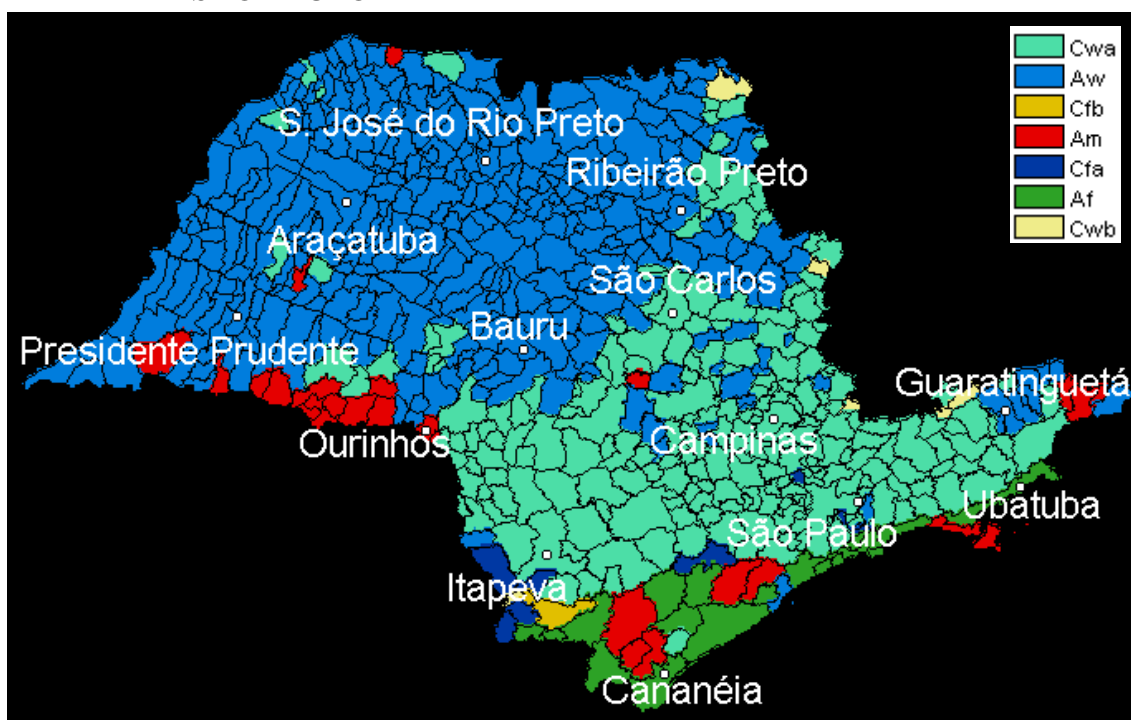 Cwa
Aw
Cfb
Am
Cfa
Af
Cwb
S. José do Rio Preto
Ribeirão Preto
Araçatuba
São Carlos
Bauru
Presidente Prudente
Guaratinguetá
Ourinhos
Campinas
Ubatuba
São Paulo
Itapeva
Cananéia